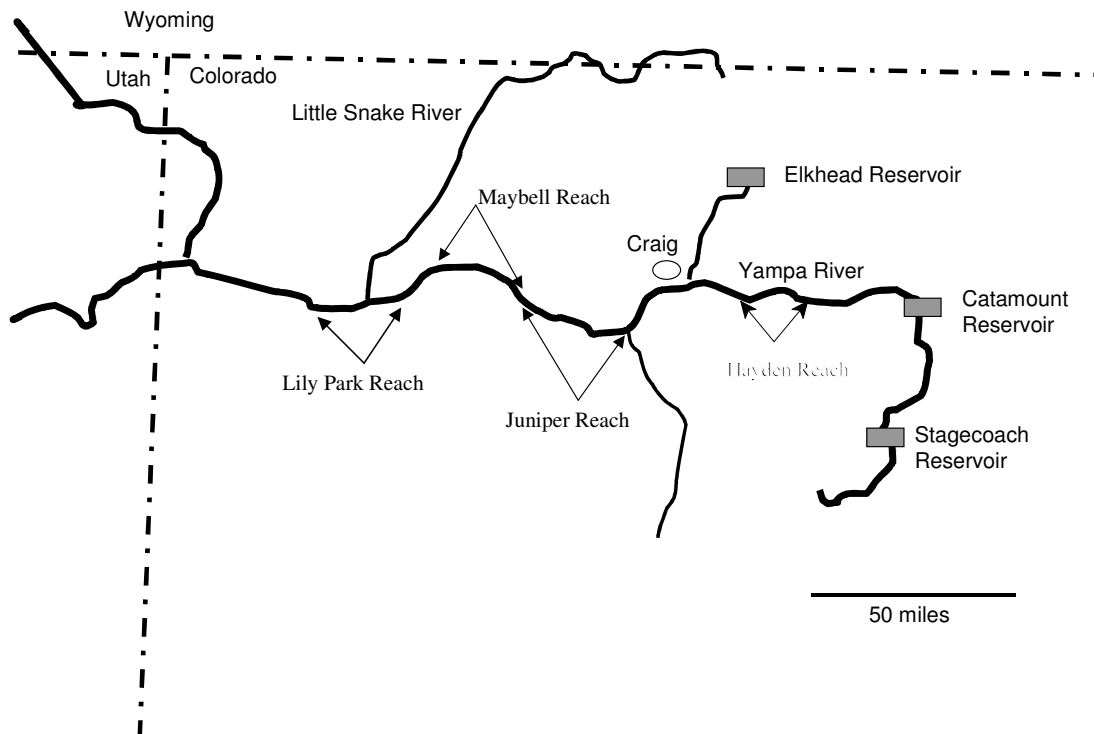 Wyoming
Utah
Colorado
Little Snake River
Elkhead Reservoir
Maybell Reach
Craig
Yampa River
Catamount
Reservoir
Lily Park Reach
Hayden Reach
Juniper Reach
Stagecoach
Reservoir
50 miles